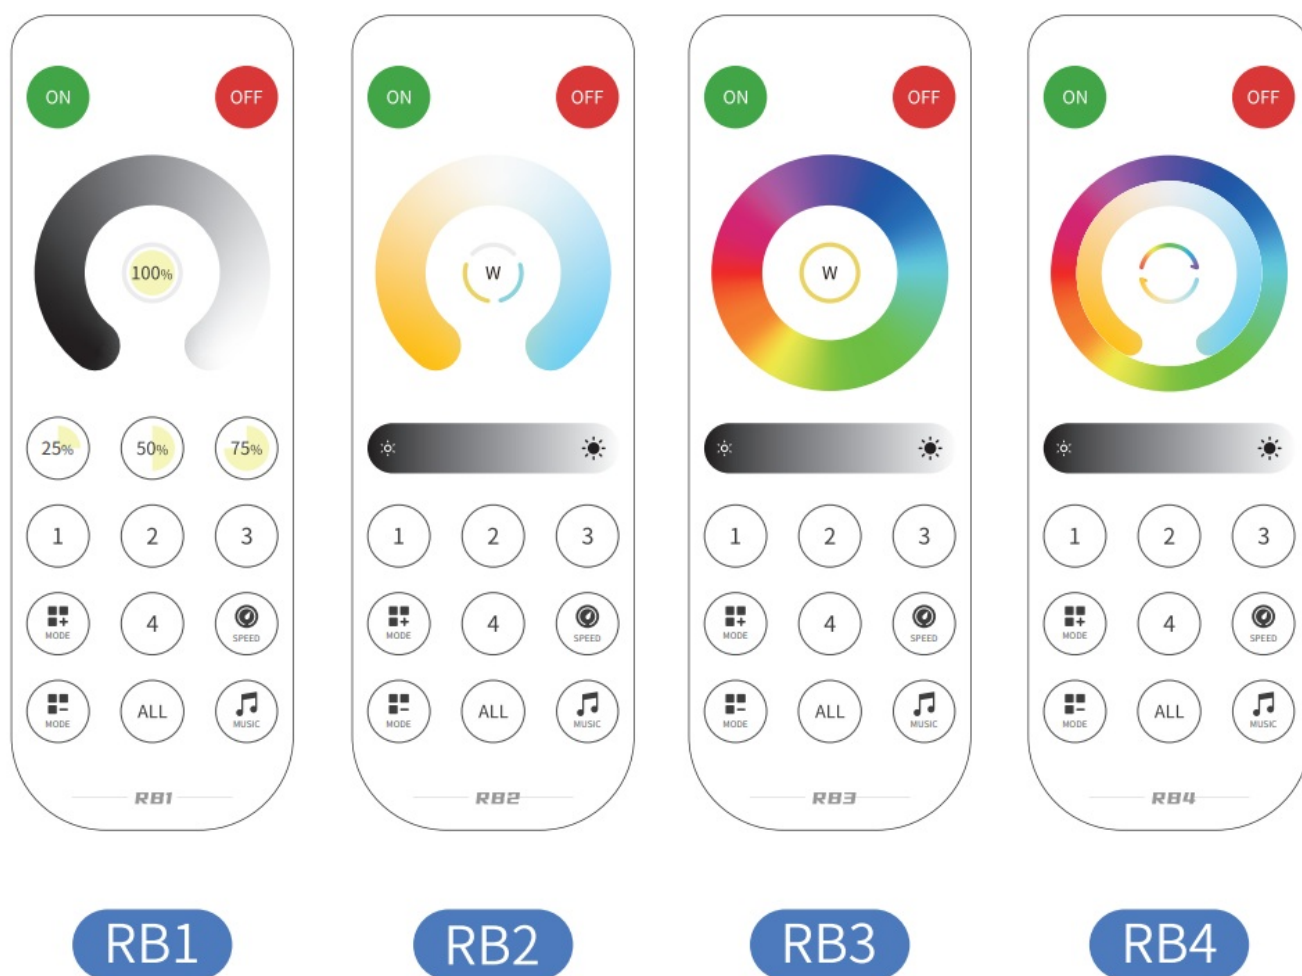 ON OFF
100%
25% 50% 75%
1 2 3
MODE 4 SPEED
MODE ALL MUSIC
RB1
RB1
ON OFF
W
1 2 3
MODE 4 SPEED
MODE ALL MUSIC
RB2
RB2
ON OFF
W
1 2 3
MODE 4 SPEED
MODE ALL MUSIC
RB3
RB3
ON OFF
1 2 3
MODE 4 SPEED
MODE ALL MUSIC
RB4
RB4